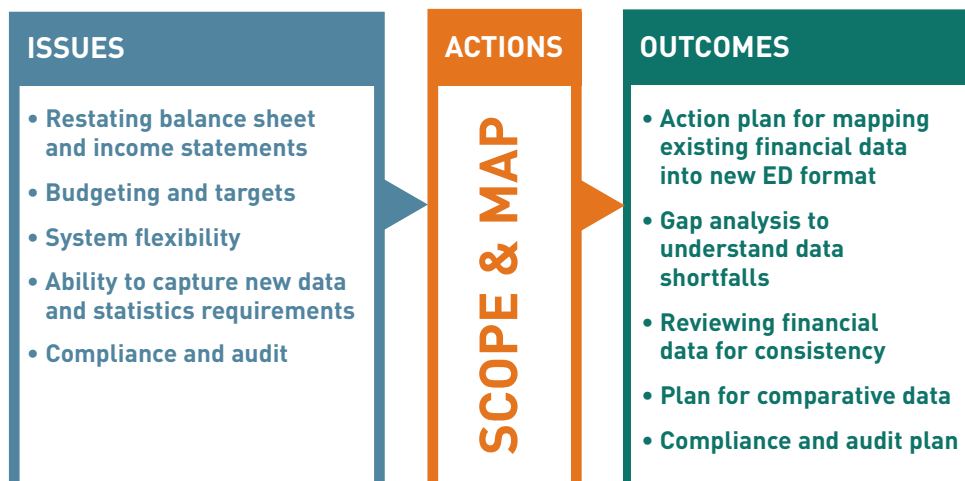 ISSUES
• Restating balance sheet
and income statements
• Budgeting and targets
• System flexibility
• Ability to capture new data
and statistics requirements
• Compliance and audit
ACTIONS
SCOPE & MAP
OUTCOMES
• Action plan for mapping
existing financial data
into new ED format
• Gap analysis to
understand data
shortfalls
• Reviewing financial
data for consistency
• Plan for comparative data
• Compliance and audit plan